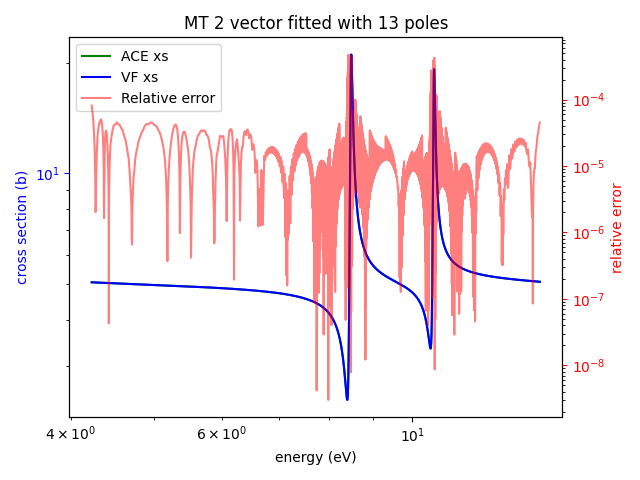 MT 2 vector fitted with 13 poles
ACE xs
VF xs
Relative error
10¹
cross section (b)
10⁻⁴
10⁻⁵
10⁻⁶
10⁻⁷
10⁻⁸
relative error
4 × 10⁰
6 × 10⁰
10¹
energy (eV)